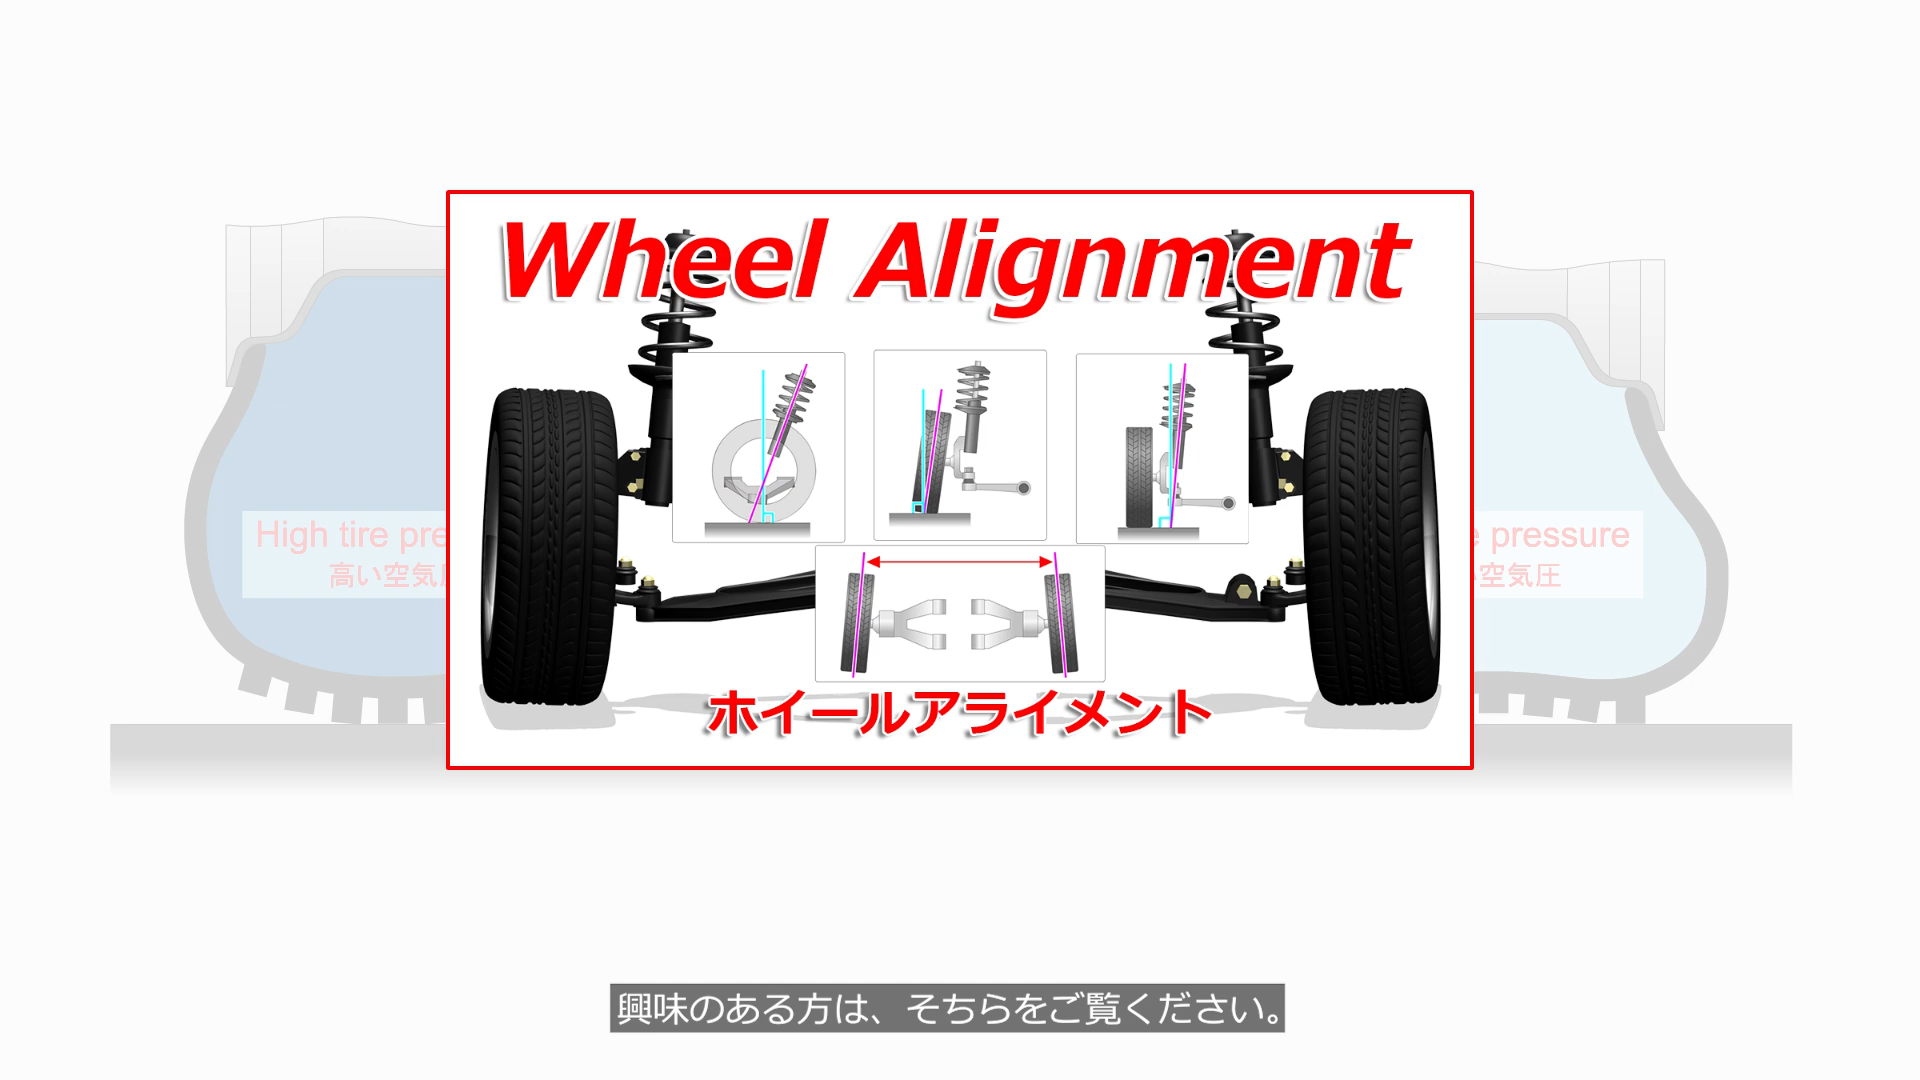 Wheel Alignment
High tire pre
高い空気
pressure
空気圧
ホイールアライメント
興味のある方は、そちらをご覧ください。